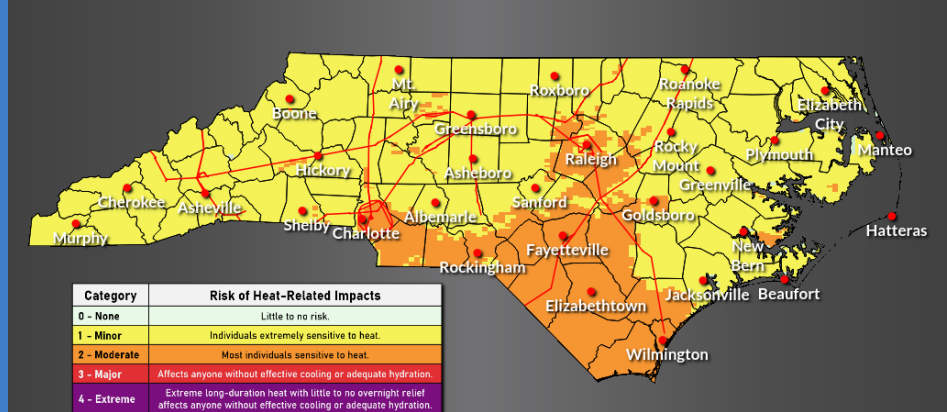 Mt.
Airy
Roxboro
Roanoke
Rapids
Boone
Elizabeth
City
Greensboro
Manteo
Raleigh
Rocky
Mount
Plymouth
Hickory
Asheboro
Greenville
Cherokee
Asheville
Sanford
Albemarle
Goldsboro
Shelby
Charlotte
Murphy
Hatteras
Fayetteville
New
Bern
Rockingham
Jacksonville
Beaufort
Elizabethtown
Wilmington
Category Risk of Heat-Related Impacts
0 - None Little to no risk.
1 - Minor Individuals extremely sensitive to heat.
2 - Moderate Most individuals sensitive to heat.
3 - Major Affects anyone without effective cooling or adequate hydration.
4 - Extreme Extreme long-duration heat with little to no overnight relief
affects anyone without effective cooling or adequate hydration.